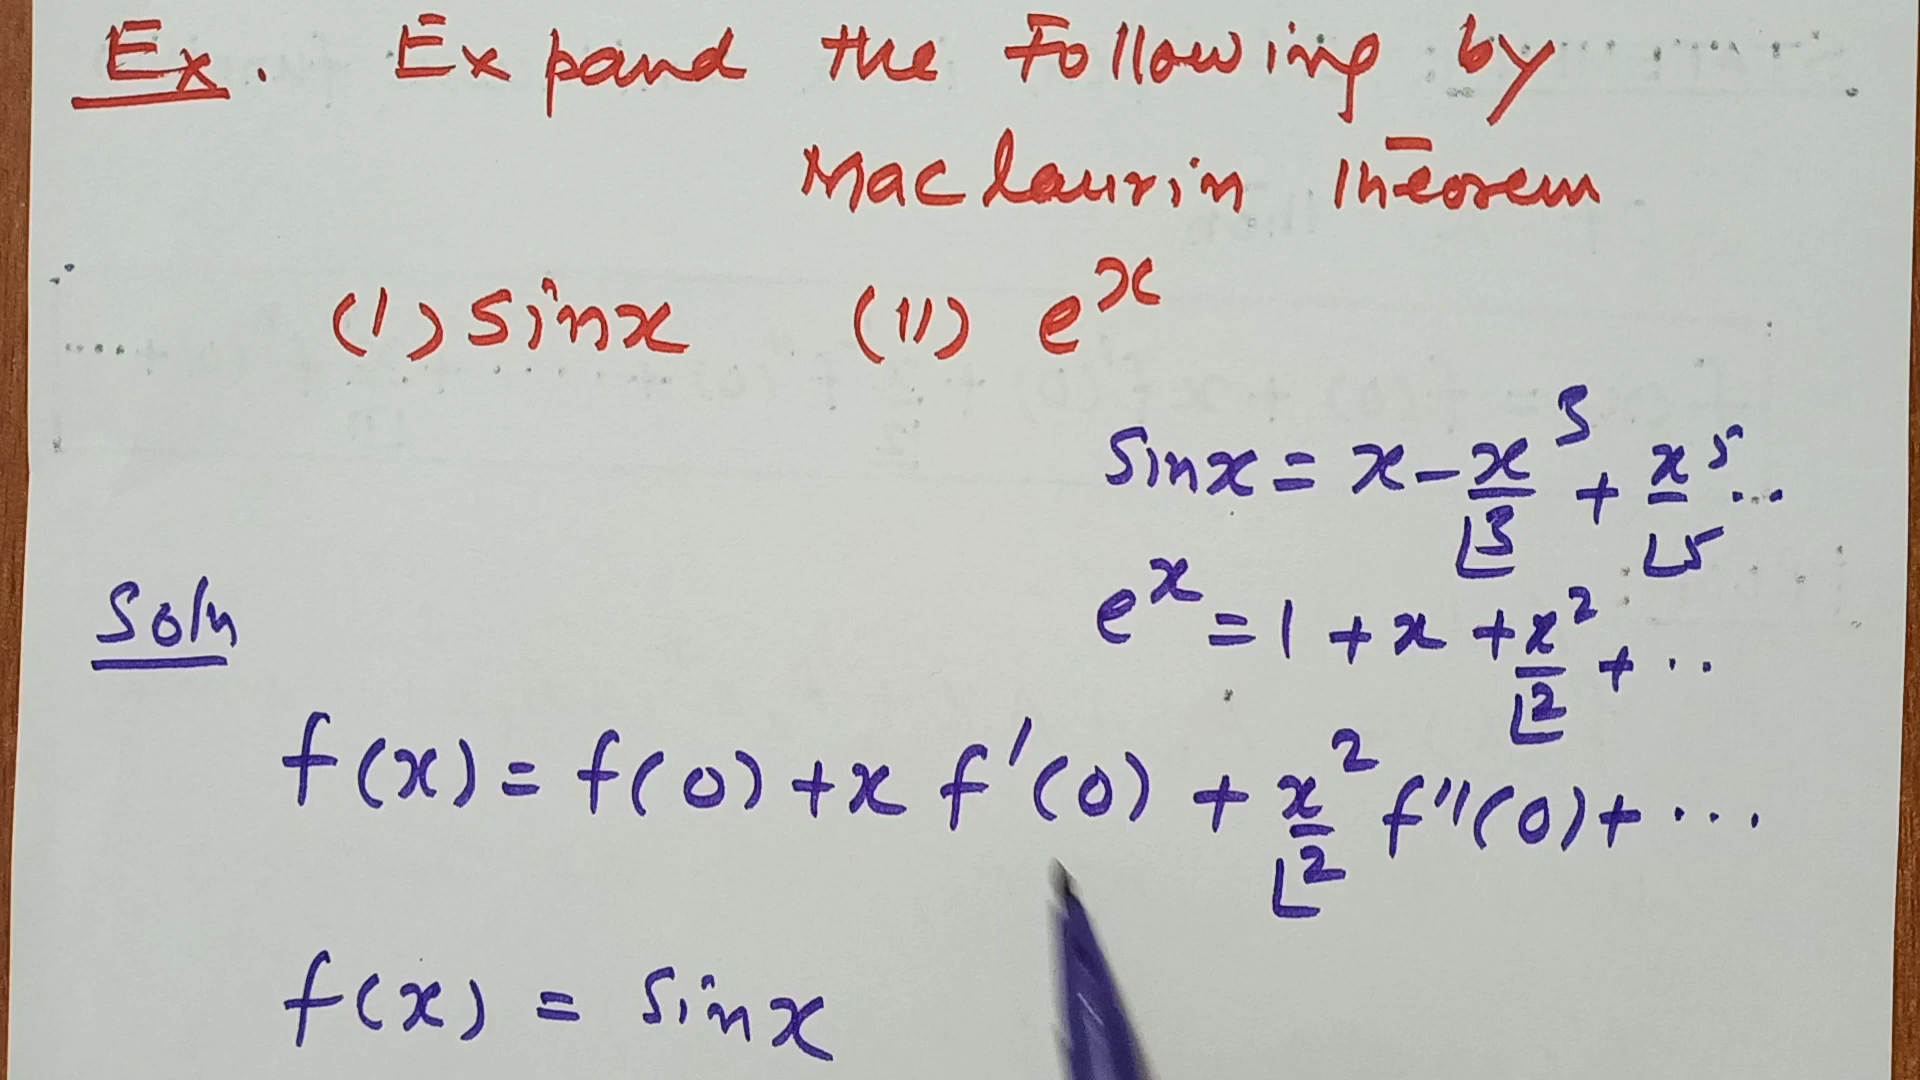 Ex. Expand the Following by
Maclaurin Theorem
(I) Sinx (II) e^x
Sinx = x - x^3/⌊3 + x^5/⌊5 ...
e^x = 1 + x + x^2/⌊2 + ...
Soln
f(x) = f(0) + x f'(0) + x^2/⌊2 f''(0) + ...
f(x) = Sinx